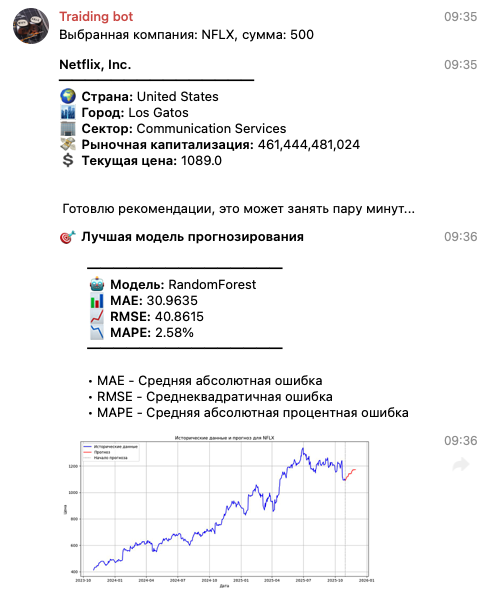 Traiding bot 09:35
Выбранная компания: NFLX, сумма: 500
Netflix, Inc. 09:35
Страна: United States
Город: Los Gatos
Сектор: Communication Services
Рыночная капитализация: 461,444,481,024
Текущая цена: 1089.0
Готовлю рекомендации, это может занять пару минут...
Лучшая модель прогнозирования 09:36
Модель: RandomForest
MAE: 30.9635
RMSE: 40.8615
MAPE: 2.58%
• MAE - Средняя абсолютная ошибка
• RMSE - Среднеквадратичная ошибка
• MAPE - Средняя абсолютная процентная ошибка
09:36
Исторические данные и прогноз для NFLX
Исторические данные
Прогноз
Начало прогноза
1200
1000
800
600
400
Цена
2023-10 2024-01 2024-04 2024-07 2024-10 2025-01 2025-04 2025-07 2025-10 2026-01
Дата